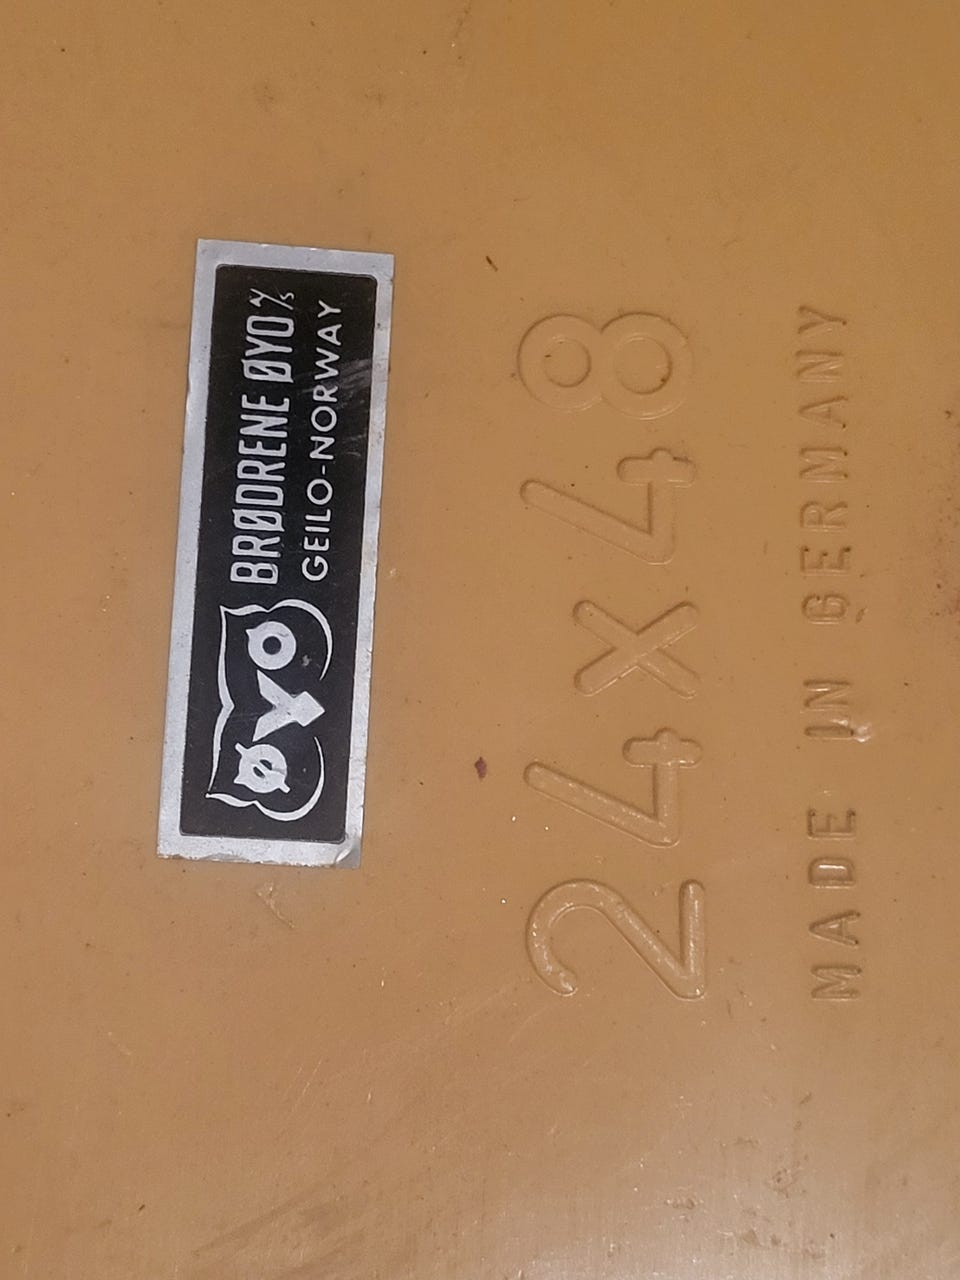 ØYO
BRØDRENE ØYO A/s
GEILO-NORWAY
24x48
MADE IN GERMANY